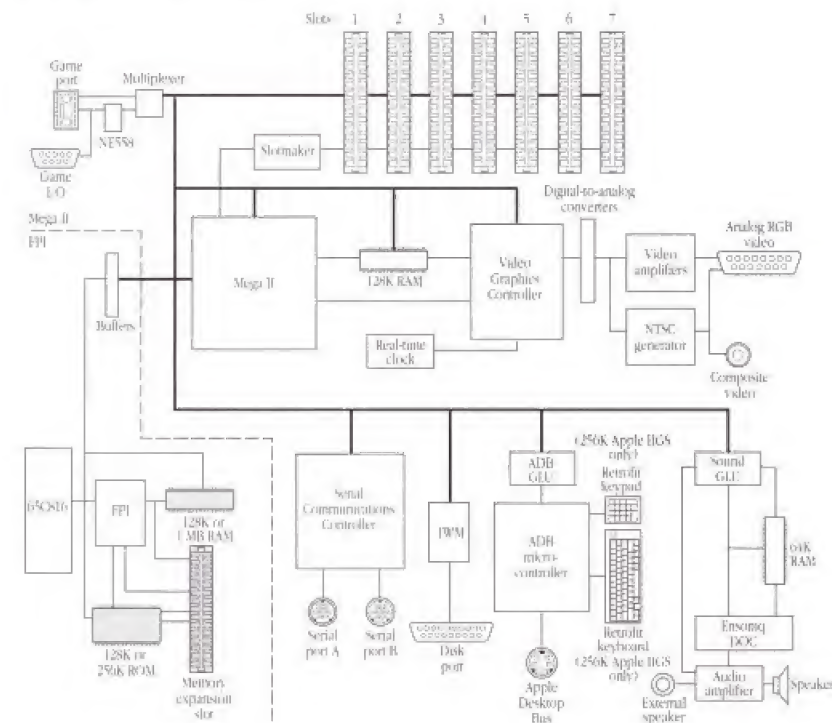 Slots
1 2 3 4 5 6 7
Game
port
Multiplexer
NE558
Game
I/O
Slotmaker
Mega II
FPI
Digital-to-analog
converters
Analog RGB
video
Mega II
128K RAM
Video
Graphics
Controller
Video
amplifiers
Buffers
Real-time
clock
NTSC
generator
Composite
video
65C816
FPI
128K or
1 MB RAM
128K or
256K ROM
Memory
expansion
slot
Serial
Communications
Controller
Serial
port A
Serial
port B
IWM
Disk
port
ADB
GLU
(256K Apple IIGS
only)
Retrofit
keypad
ADB
micro-
controller
Retrofit
keyboard
(256K Apple IIGS
only)
Apple
Desktop
Bus
Sound
GLU
64K
RAM
Ensoniq
DOC
Audio
amplifier
Speaker
External
speaker